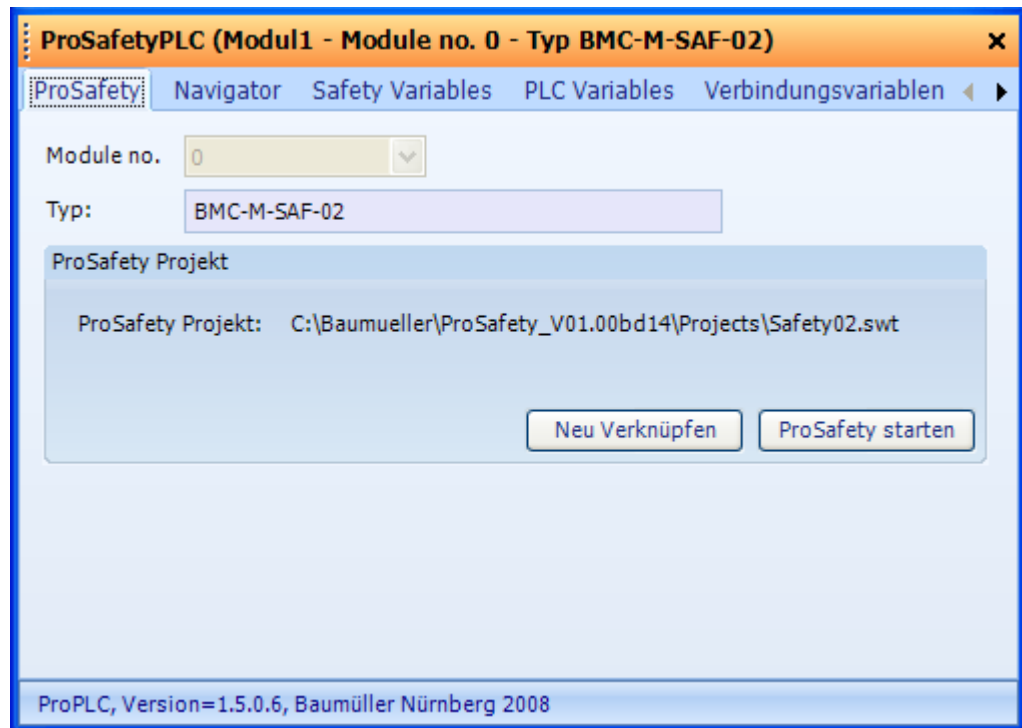 ProSafetyPLC (Modul1 - Module no. 0 - Typ BMC-M-SAF-02)
ProSafety Navigator Safety Variables PLC Variables Verbindungsvariablen
Module no. 0
Typ: BMC-M-SAF-02
ProSafety Projekt
ProSafety Projekt: C:\Baumueller\ProSafety_V01.00bd14\Projects\Safety02.swt
Neu Verknüpfen ProSafety starten
ProPLC, Version=1.5.0.6, Baumüller Nürnberg 2008